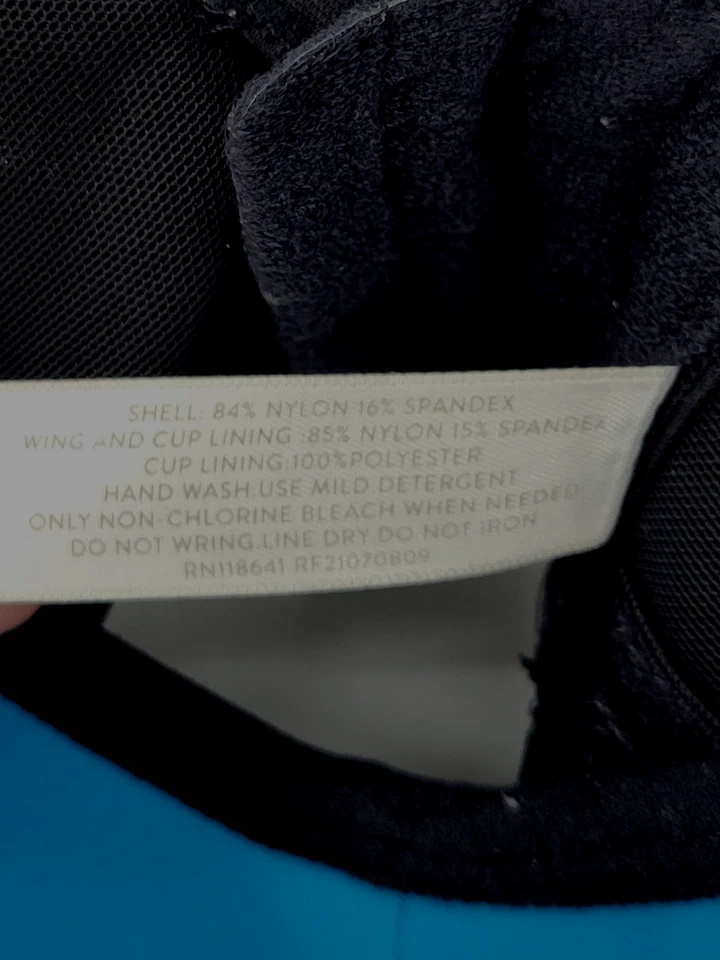 SHELL: 84% NYLON 16% SPANDEX
WING AND CUP LINING :85% NYLON 15% SPANDEX
CUP LINING:100%POLYESTER
HAND WASH.USE MILD DETERGENT
ONLY NON-CHLORINE BLEACH WHEN NEEDED
DO NOT WRING.LINE DRY.DO NOT IRON
RN118641 RF21070809